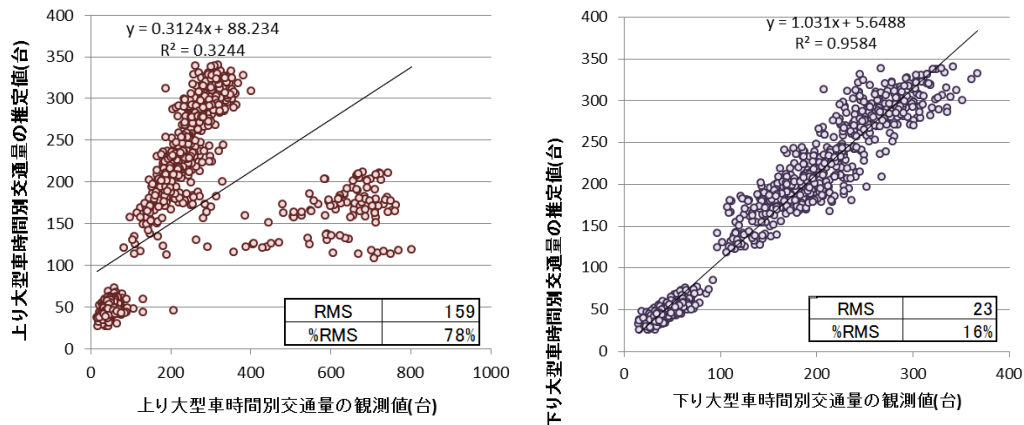 y = 0.3124x + 88.234
R² = 0.3244
400
350
300
250
200
150
100
50
0
0 200 400 600 800 1000
上り大型車時間別交通量の推定値(台)
上り大型車時間別交通量の観測値(台)
RMS 159
%RMS 78%
y = 1.031x + 5.6488
R² = 0.9584
400
350
300
250
200
150
100
50
0
0 100 200 300 400
下り大型車時間別交通量の推定値(台)
下り大型車時間別交通量の観測値(台)
RMS 23
%RMS 16%